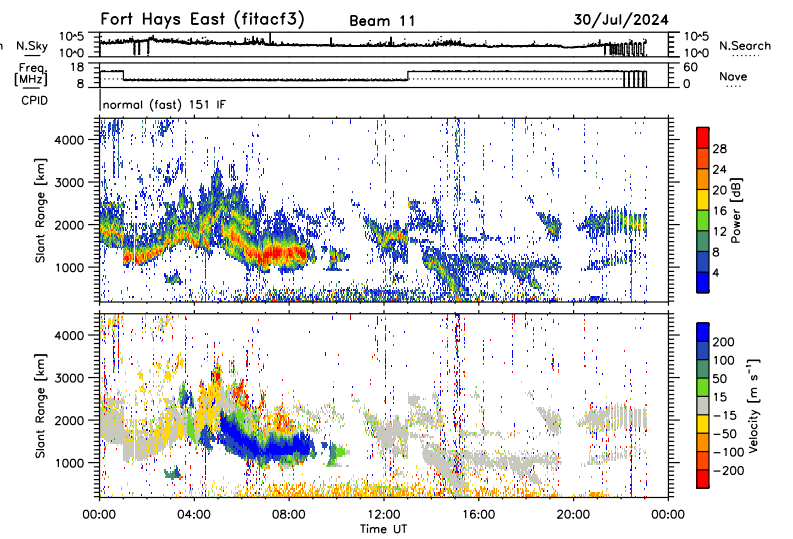 Fort Hays East (fitacf3) Beam 11 30/Jul/2024
n N.Sky 10^5 10^0 10^5 10^0 N.Search
Freq. [MHz] 18 8 60 0 Nave
CPID normal (fast) 151 IF
4000
3000
2000
1000
Slant Range [km]
28
24
20
16
12
8
4
Power [dB]
4000
3000
2000
1000
Slant Range [km]
200
100
50
15
-15
-50
-100
-200
Velocity [m s⁻¹]
00:00 04:00 08:00 12:00 16:00 20:00 00:00
Time UT